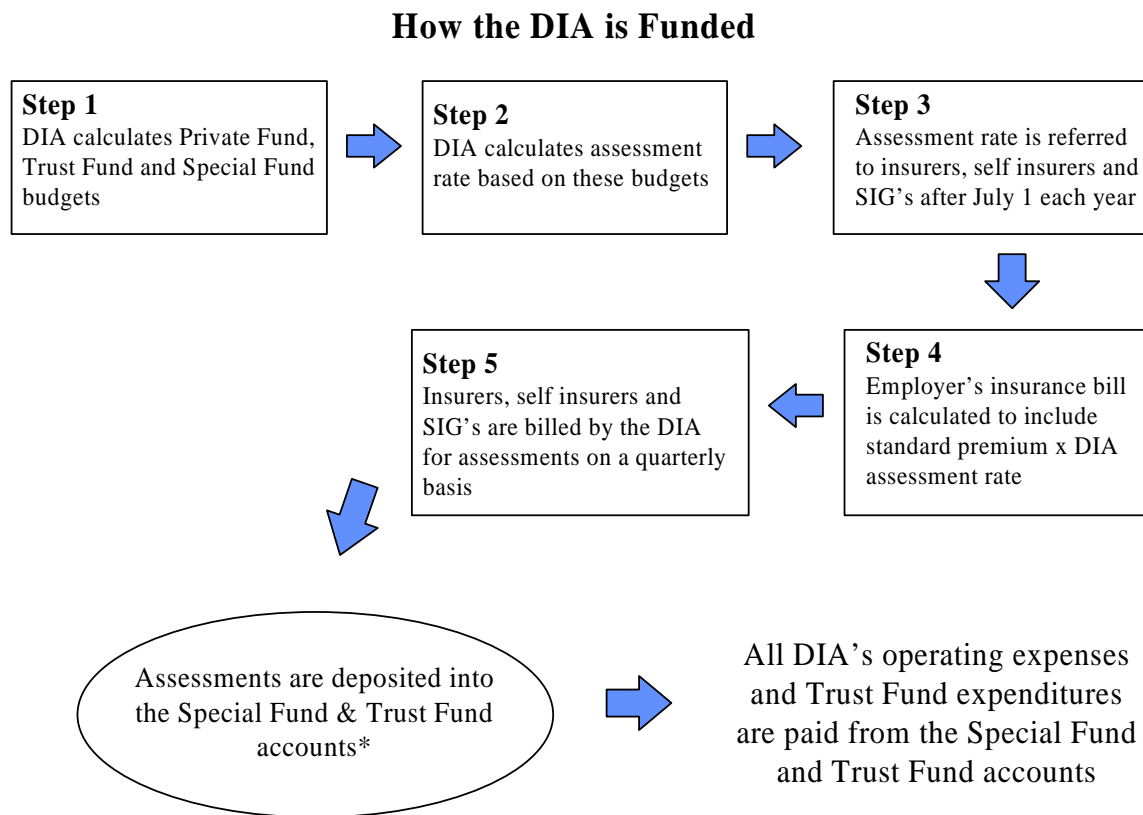 How the DIA is Funded
Step 1
DIA calculates Private Fund,
Trust Fund and Special Fund
budgets
Step 2
DIA calculates assessment
rate based on these budgets
Step 3
Assessment rate is referred
to insurers, self insurers and
SIG’s after July 1 each year
Step 4
Employer’s insurance bill
is calculated to include
standard premium x DIA
assessment rate
Step 5
Insurers, self insurers and
SIG’s are billed by the DIA
for assessments on a quarterly
basis
Assessments are deposited into
the Special Fund & Trust Fund
accounts*
All DIA’s operating expenses
and Trust Fund expenditures
are paid from the Special Fund
and Trust Fund accounts